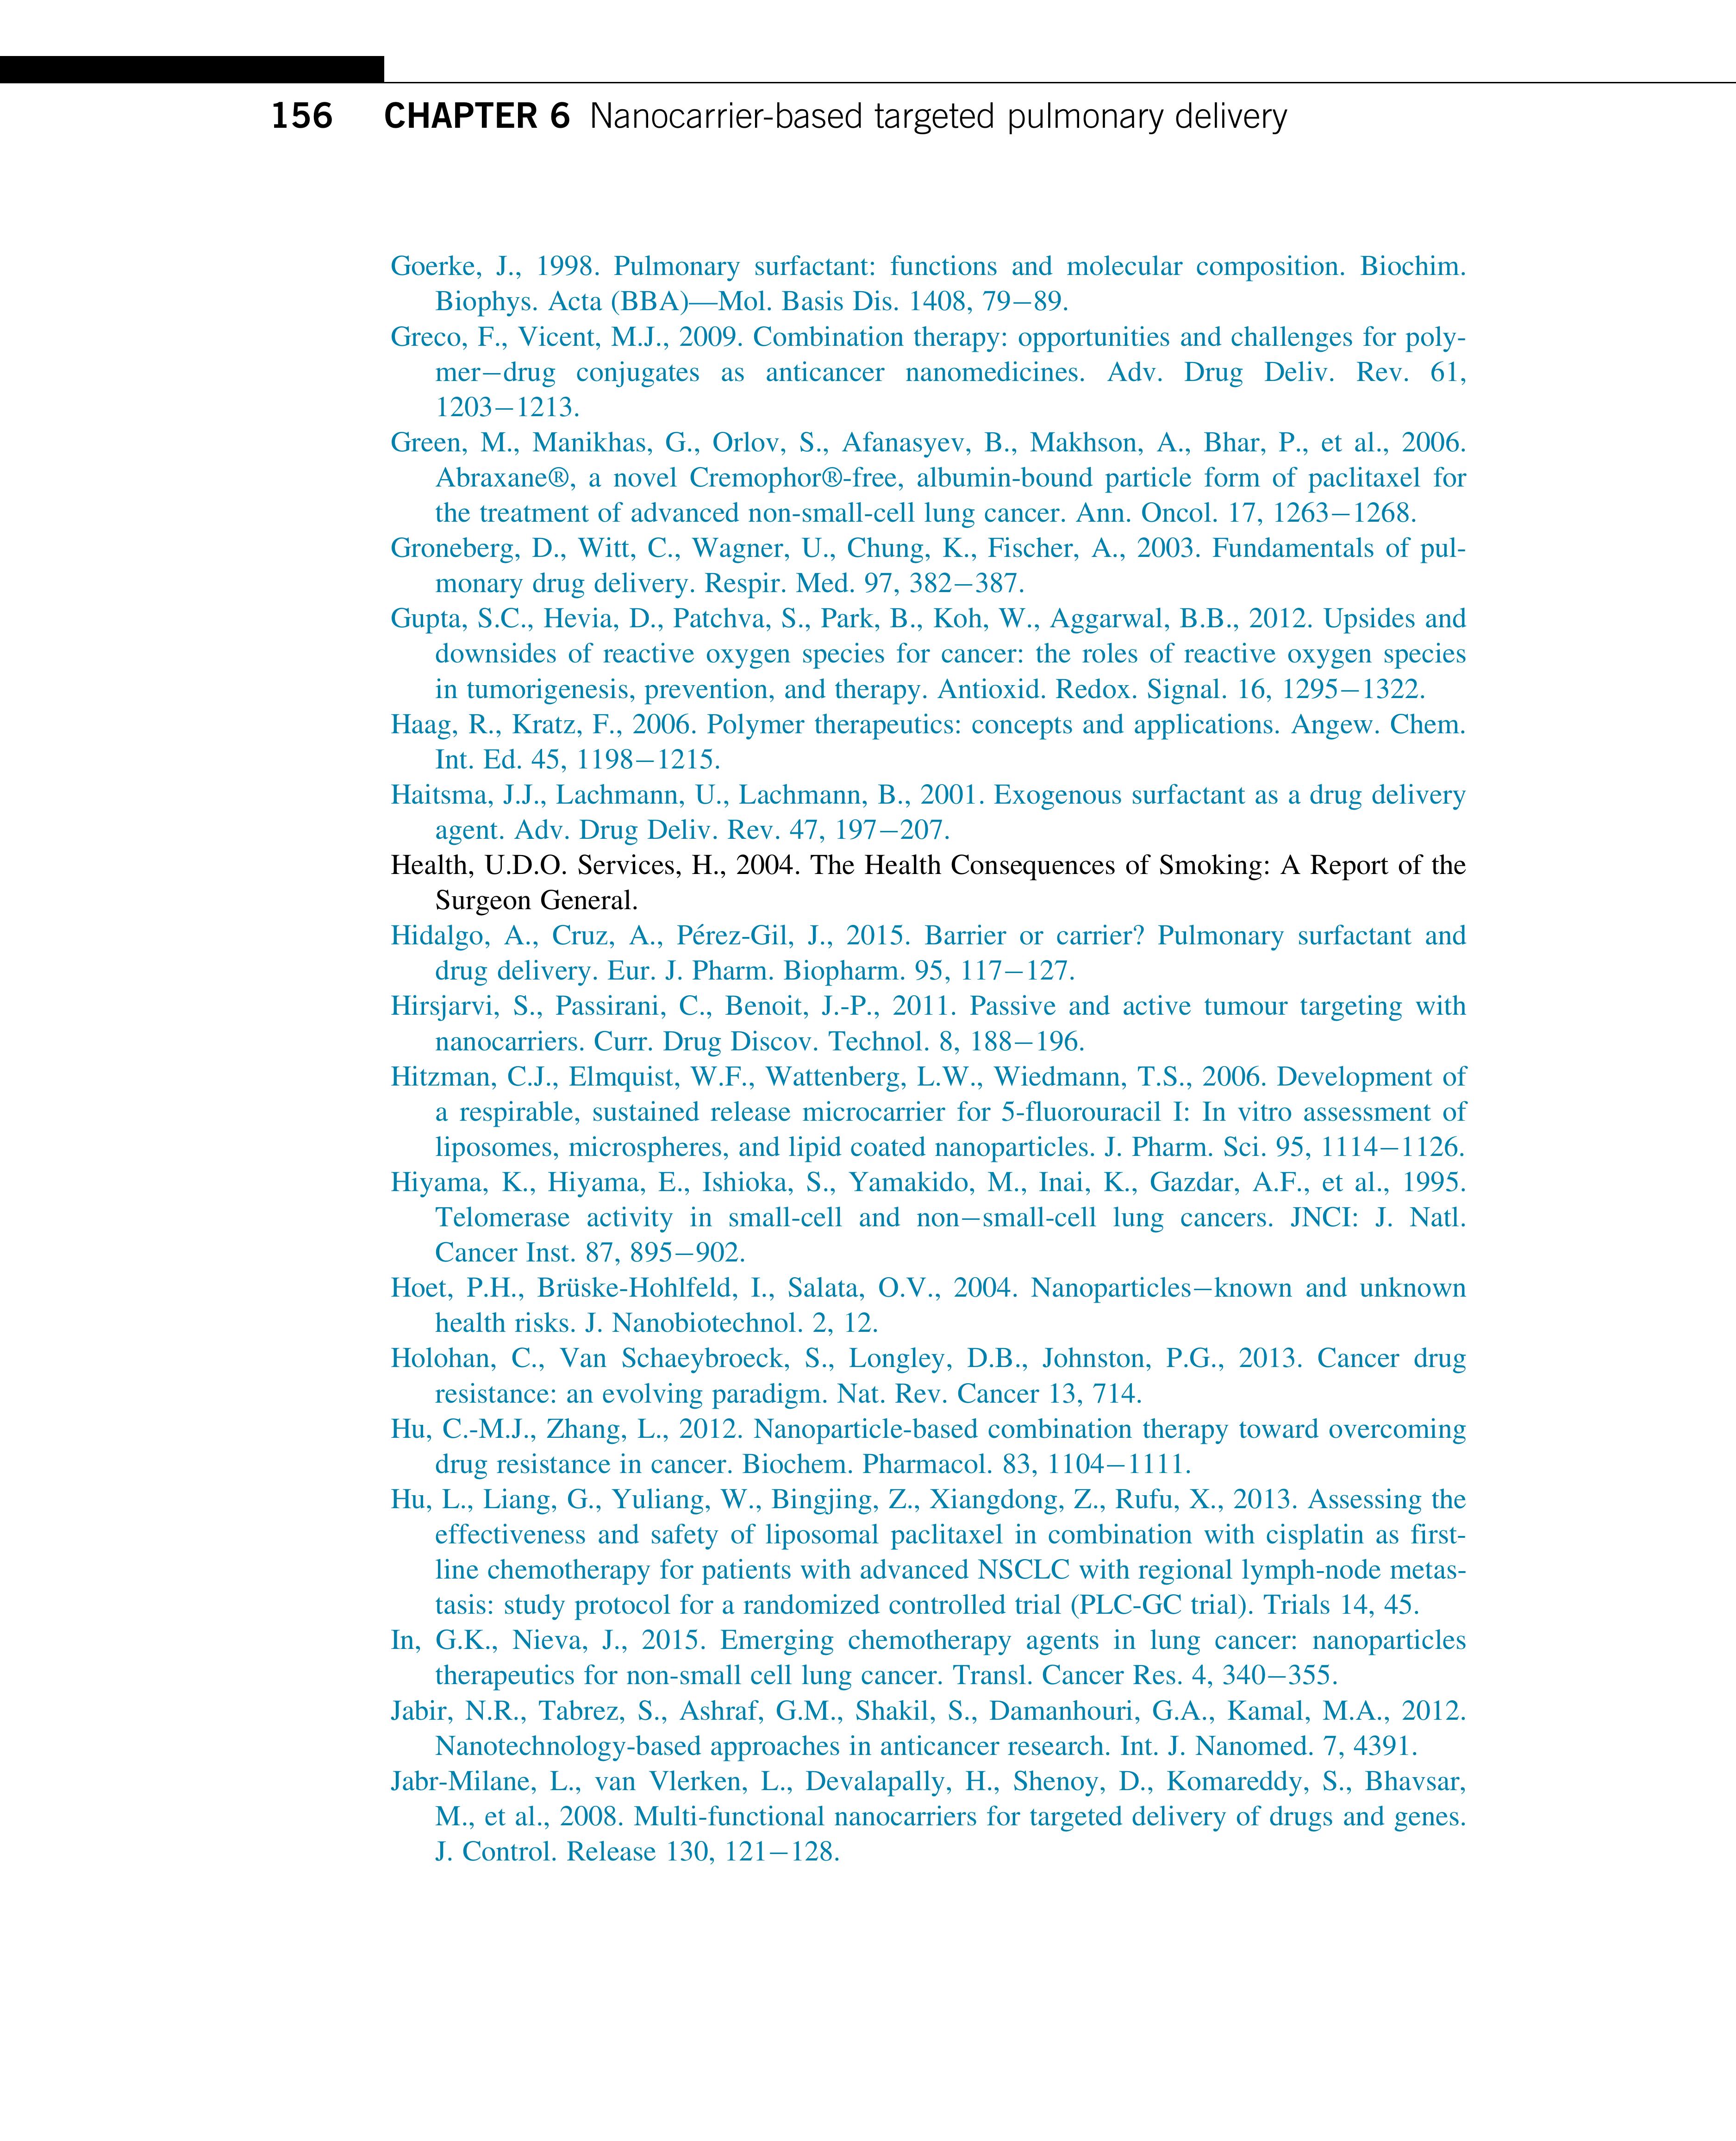 156 CHAPTER 6 Nanocarrier-based targeted pulmonary delivery
Goerke, J., 1998. Pulmonary surfactant: functions and molecular composition. Biochim.
Biophys. Acta (BBA)—Mol. Basis Dis. 1408, 79–89.
Greco, F., Vicent, M.J., 2009. Combination therapy: opportunities and challenges for poly-
mer–drug conjugates as anticancer nanomedicines. Adv. Drug Deliv. Rev. 61,
1203–1213.
Green, M., Manikhas, G., Orlov, S., Afanasyev, B., Makhson, A., Bhar, P., et al., 2006.
Abraxane®, a novel Cremophor®-free, albumin-bound particle form of paclitaxel for
the treatment of advanced non-small-cell lung cancer. Ann. Oncol. 17, 1263–1268.
Groneberg, D., Witt, C., Wagner, U., Chung, K., Fischer, A., 2003. Fundamentals of pul-
monary drug delivery. Respir. Med. 97, 382–387.
Gupta, S.C., Hevia, D., Patchva, S., Park, B., Koh, W., Aggarwal, B.B., 2012. Upsides and
downsides of reactive oxygen species for cancer: the roles of reactive oxygen species
in tumorigenesis, prevention, and therapy. Antioxid. Redox. Signal. 16, 1295–1322.
Haag, R., Kratz, F., 2006. Polymer therapeutics: concepts and applications. Angew. Chem.
Int. Ed. 45, 1198–1215.
Haitsma, J.J., Lachmann, U., Lachmann, B., 2001. Exogenous surfactant as a drug delivery
agent. Adv. Drug Deliv. Rev. 47, 197–207.
Health, U.D.O. Services, H., 2004. The Health Consequences of Smoking: A Report of the
Surgeon General.
Hidalgo, A., Cruz, A., Pérez-Gil, J., 2015. Barrier or carrier? Pulmonary surfactant and
drug delivery. Eur. J. Pharm. Biopharm. 95, 117–127.
Hirsjarvi, S., Passirani, C., Benoit, J.-P., 2011. Passive and active tumour targeting with
nanocarriers. Curr. Drug Discov. Technol. 8, 188–196.
Hitzman, C.J., Elmquist, W.F., Wattenberg, L.W., Wiedmann, T.S., 2006. Development of
a respirable, sustained release microcarrier for 5-fluorouracil I: In vitro assessment of
liposomes, microspheres, and lipid coated nanoparticles. J. Pharm. Sci. 95, 1114–1126.
Hiyama, K., Hiyama, E., Ishioka, S., Yamakido, M., Inai, K., Gazdar, A.F., et al., 1995.
Telomerase activity in small-cell and non–small-cell lung cancers. JNCI: J. Natl.
Cancer Inst. 87, 895–902.
Hoet, P.H., Brüske-Hohlfeld, I., Salata, O.V., 2004. Nanoparticles–known and unknown
health risks. J. Nanobiotechnol. 2, 12.
Holohan, C., Van Schaeybroeck, S., Longley, D.B., Johnston, P.G., 2013. Cancer drug
resistance: an evolving paradigm. Nat. Rev. Cancer 13, 714.
Hu, C.-M.J., Zhang, L., 2012. Nanoparticle-based combination therapy toward overcoming
drug resistance in cancer. Biochem. Pharmacol. 83, 1104–1111.
Hu, L., Liang, G., Yuliang, W., Bingjing, Z., Xiangdong, Z., Rufu, X., 2013. Assessing the
effectiveness and safety of liposomal paclitaxel in combination with cisplatin as first-
line chemotherapy for patients with advanced NSCLC with regional lymph-node metas-
tasis: study protocol for a randomized controlled trial (PLC-GC trial). Trials 14, 45.
In, G.K., Nieva, J., 2015. Emerging chemotherapy agents in lung cancer: nanoparticles
therapeutics for non-small cell lung cancer. Transl. Cancer Res. 4, 340–355.
Jabir, N.R., Tabrez, S., Ashraf, G.M., Shakil, S., Damanhouri, G.A., Kamal, M.A., 2012.
Nanotechnology-based approaches in anticancer research. Int. J. Nanomed. 7, 4391.
Jabr-Milane, L., van Vlerken, L., Devalapally, H., Shenoy, D., Komareddy, S., Bhavsar,
M., et al., 2008. Multi-functional nanocarriers for targeted delivery of drugs and genes.
J. Control. Release 130, 121–128.